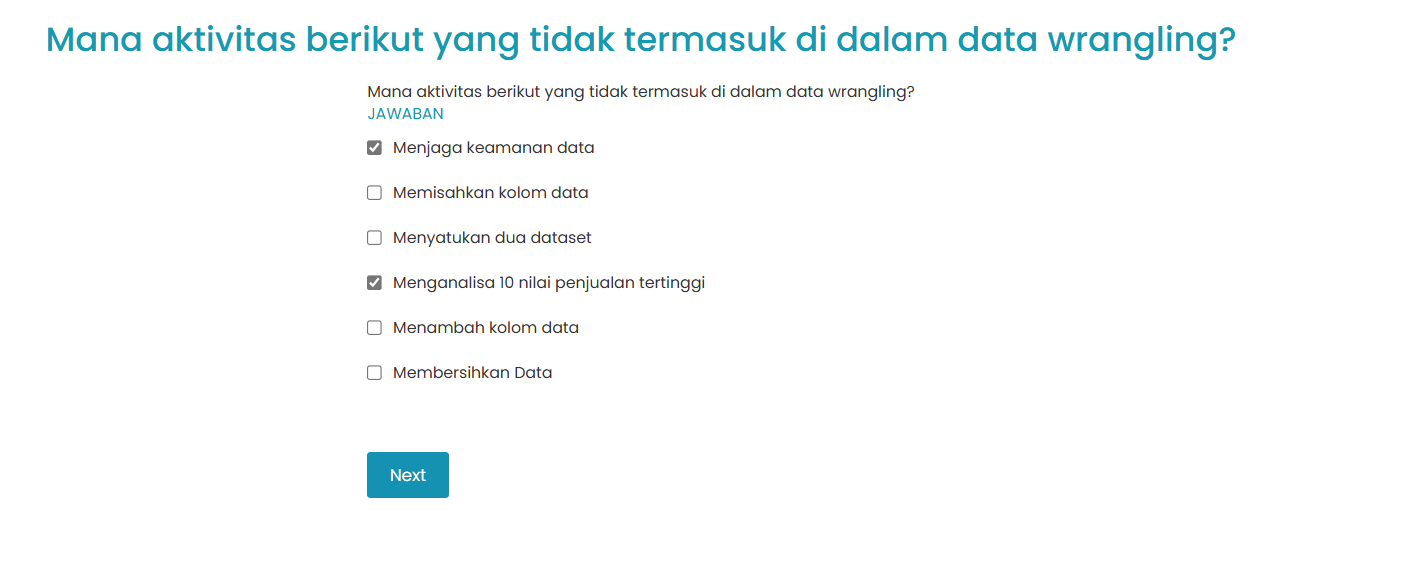 Mana aktivitas berikut yang tidak termasuk di dalam data wrangling?
Mana aktivitas berikut yang tidak termasuk di dalam data wrangling?
JAWABAN
Menjaga keamanan data
Memisahkan kolom data
Menyatukan dua dataset
Menganalisa 10 nilai penjualan tertinggi
Menambah kolom data
Membersihkan Data
Next